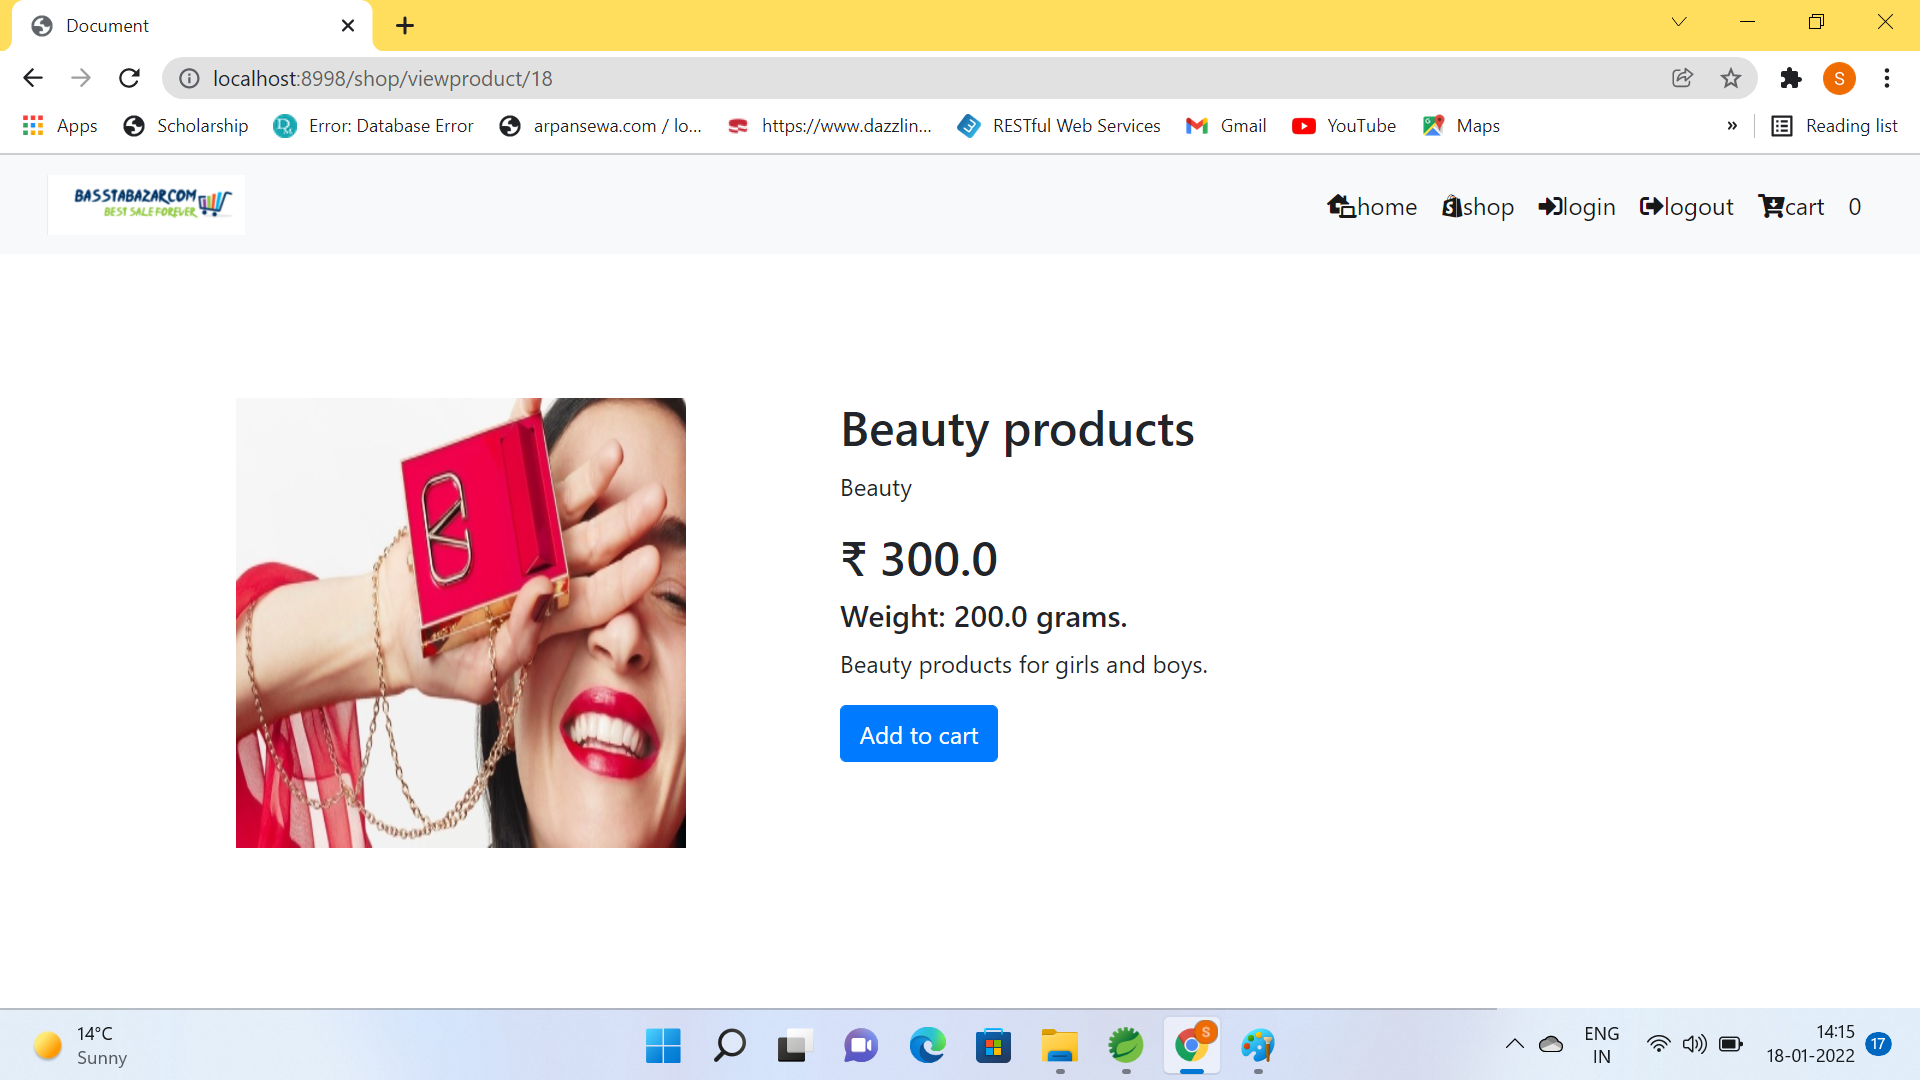 Document
localhost:8998/shop/viewproduct/18
S
Apps
Scholarship
Error: Database Error
arpansewa.com / lo...
https://www.dazzlin...
RESTful Web Services
Gmail
YouTube
Maps
»
Reading list
BASSTABAZAR.COM
BEST SALE FOREVER
home
shop
login
logout
cart
0
Beauty products
Beauty
₹ 300.0
Weight: 200.0 grams.
Beauty products for girls and boys.
Add to cart
14°C
Sunny
S
ENG
IN
14:15
18-01-2022
17